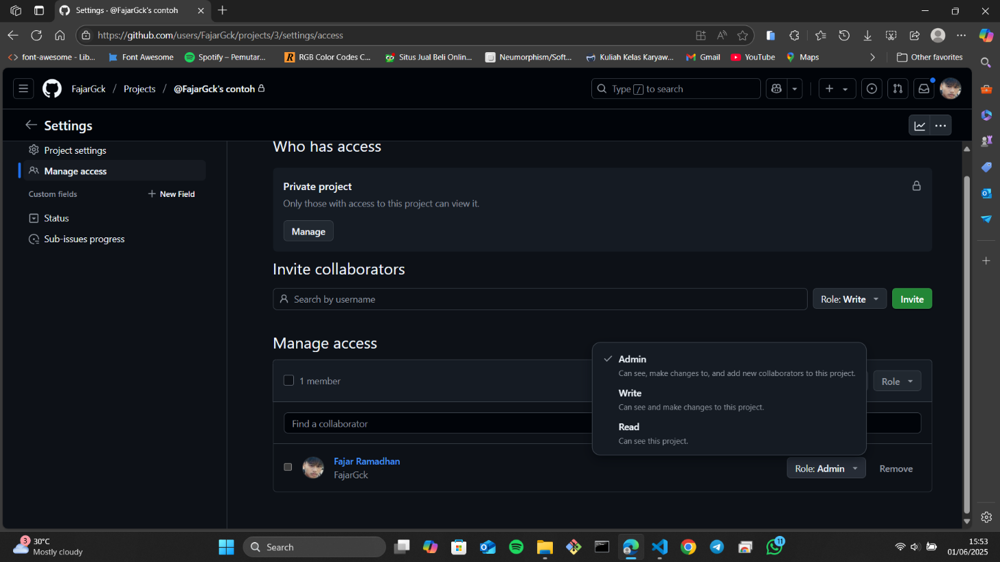 Settings · @FajarGck's contoh
https://github.com/users/FajarGck/projects/3/settings/access
font-awesome - Lib...
Font Awesome
Spotify – Pemutar...
RGB Color Codes C...
Situs Jual Beli Onlin...
Neumorphism/Soft...
Kuliah Kelas Karyaw...
Gmail
YouTube
Maps
Other favorites
FajarGck / Projects / @FajarGck's contoh
Type / to search
Settings
Project settings
Manage access
Custom fields
New Field
Status
Sub-issues progress
Who has access
Private project
Only those with access to this project can view it.
Manage
Invite collaborators
Search by username
Role: Write
Invite
Manage access
1 member
Role
Admin
Can see, make changes to, and add new collaborators to this project.
Write
Can see and make changes to this project.
Read
Can see this project.
Find a collaborator
Fajar Ramadhan
FajarGck
Role: Admin
Remove
3
30°C
Mostly cloudy
Search
11
15:53
01/06/2025